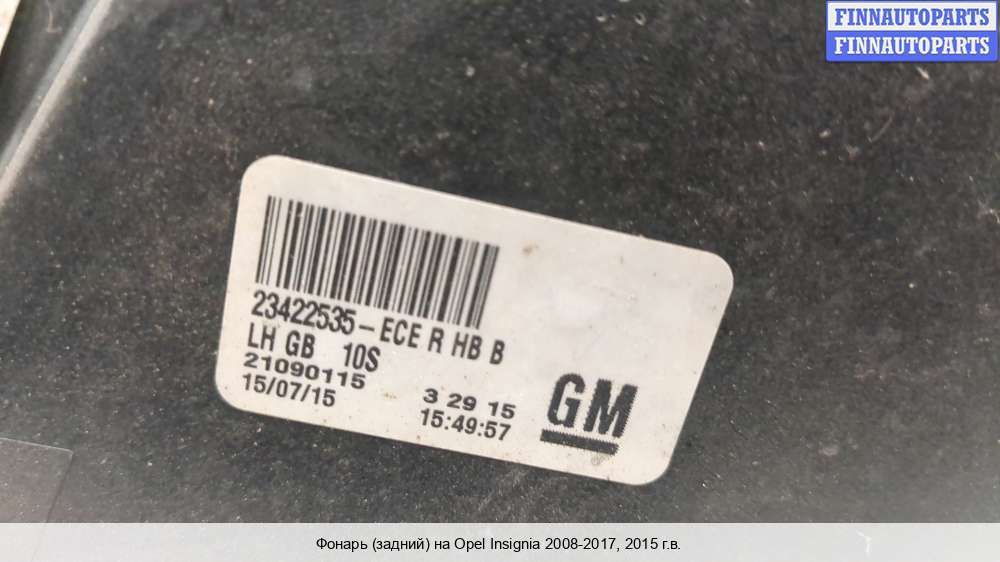 FINNAUTOPARTS
FINNAUTOPARTS
23422535-ECE R HB B
LH GB 10S
21090115 3 29 15
15/07/15 15:49:57
GM
Фонарь (задний) на Opel Insignia 2008-2017, 2015 г.в.